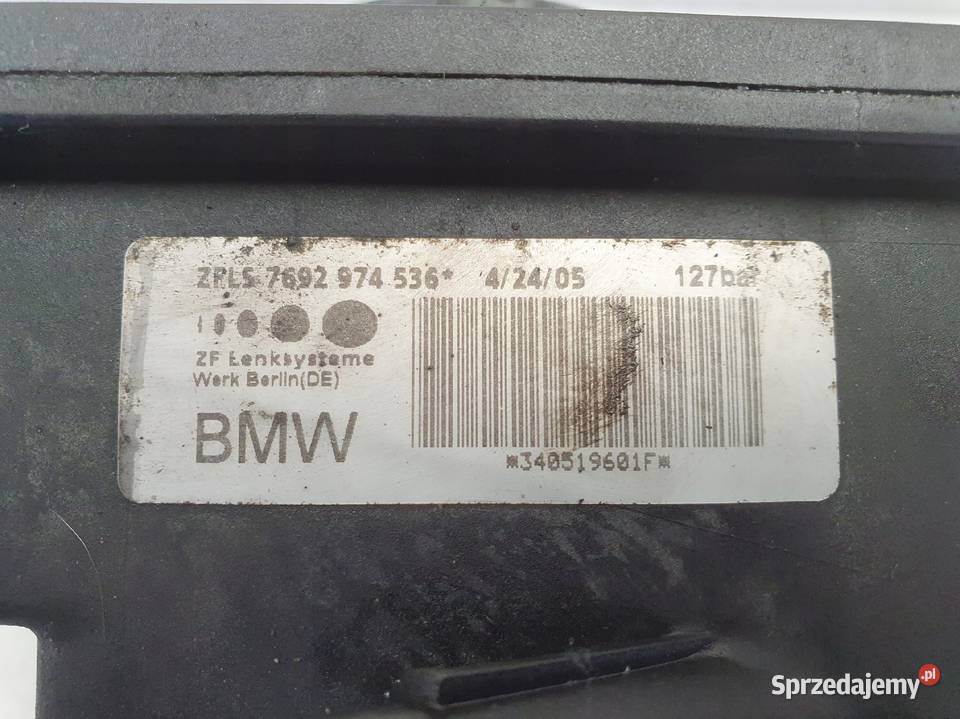 ZFLS 7692 974 536* 4/24/05 127bar
ZF Lenksysteme
Werk Berlin(DE)
BMW
*340519601F*
Sprzedajemy.pl